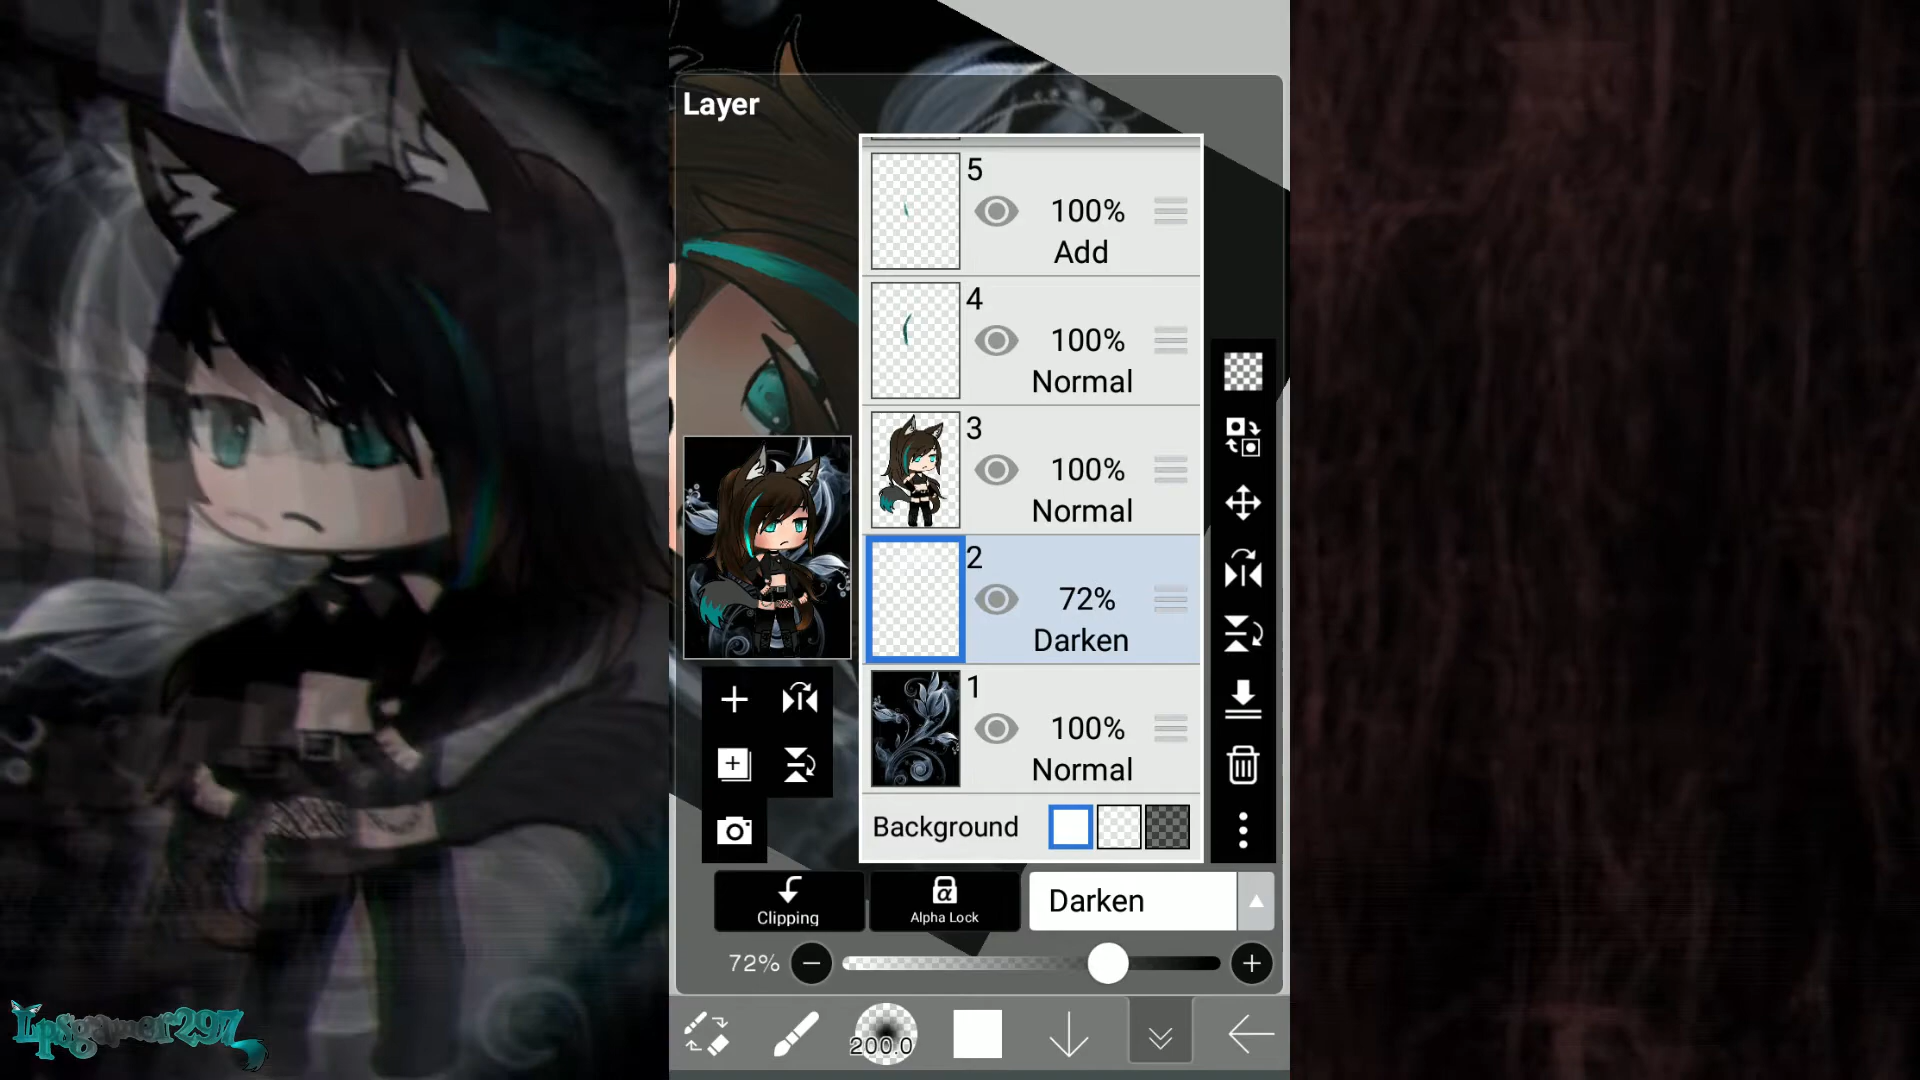 Layer
5
100%
Add
4
100%
Normal
3
100%
Normal
2
72%
Darken
1
100%
Normal
Background
Clipping
Alpha Lock
Darken
72%
200.0
Lpsgamer297